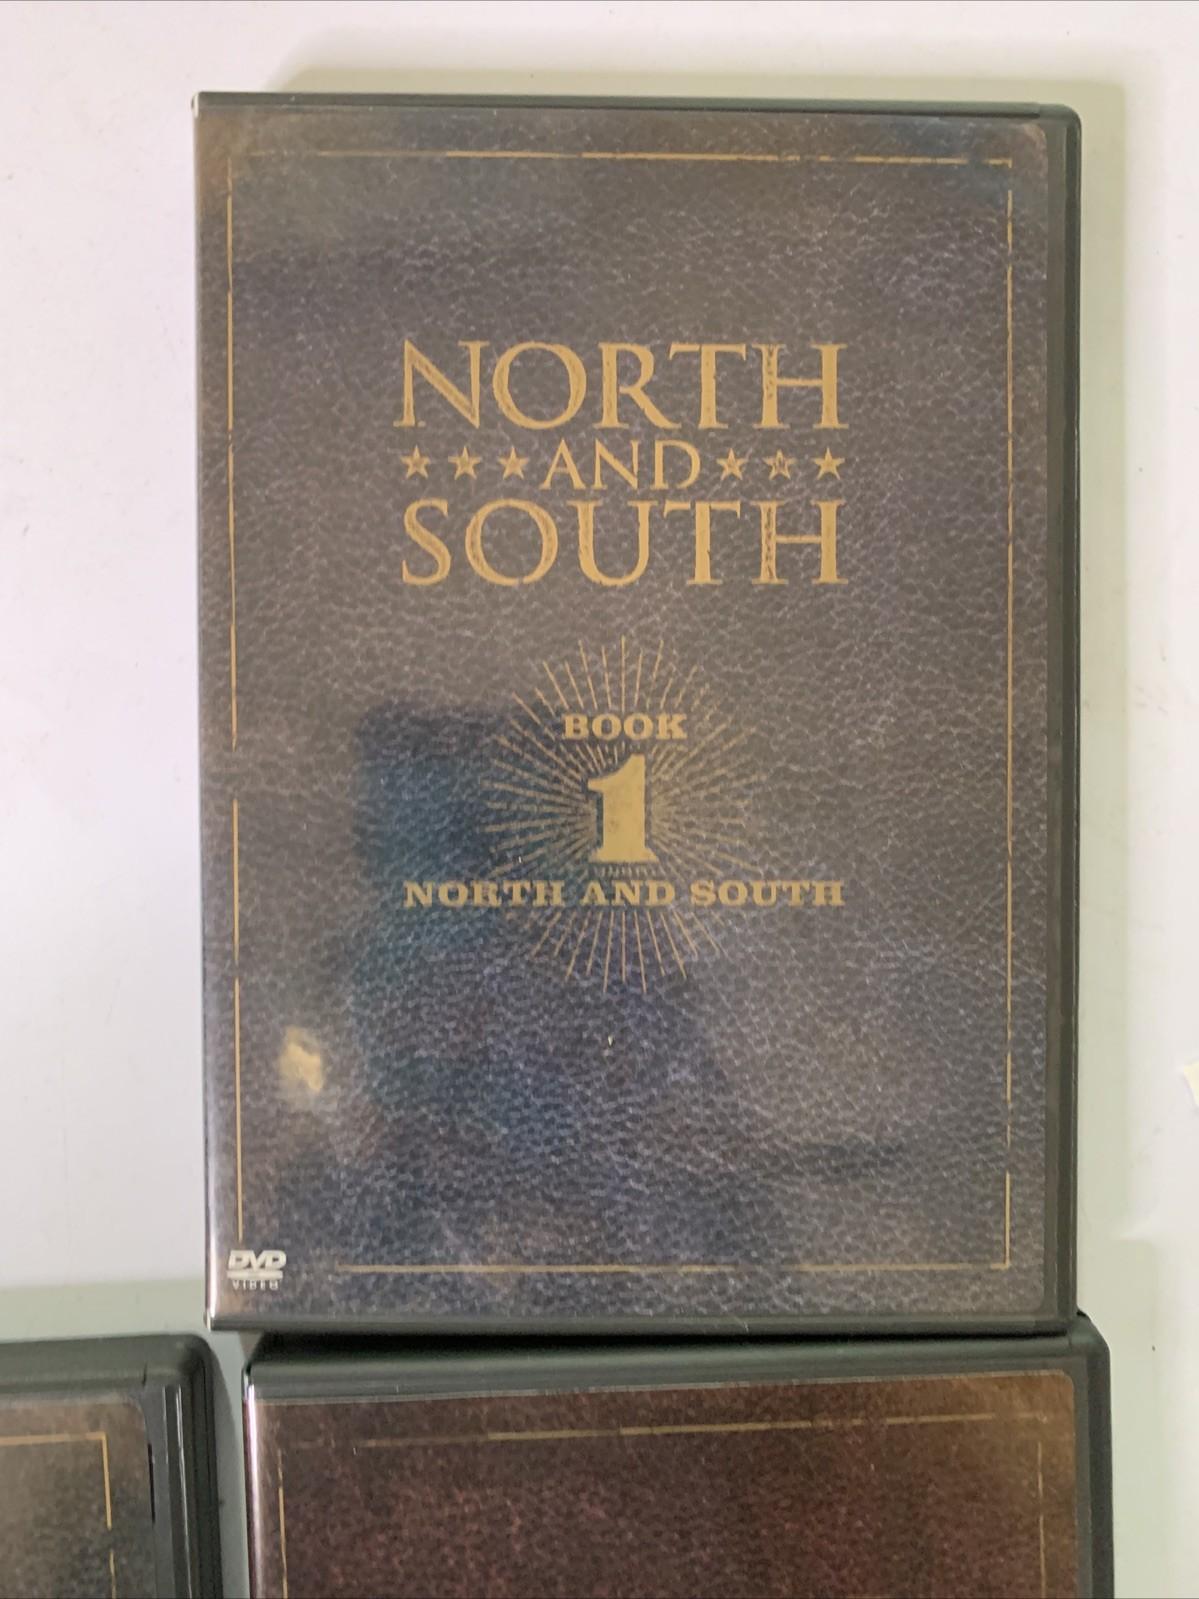 NORTH
AND
SOUTH
BOOK
1
NORTH AND SOUTH
DVD
VIDEO